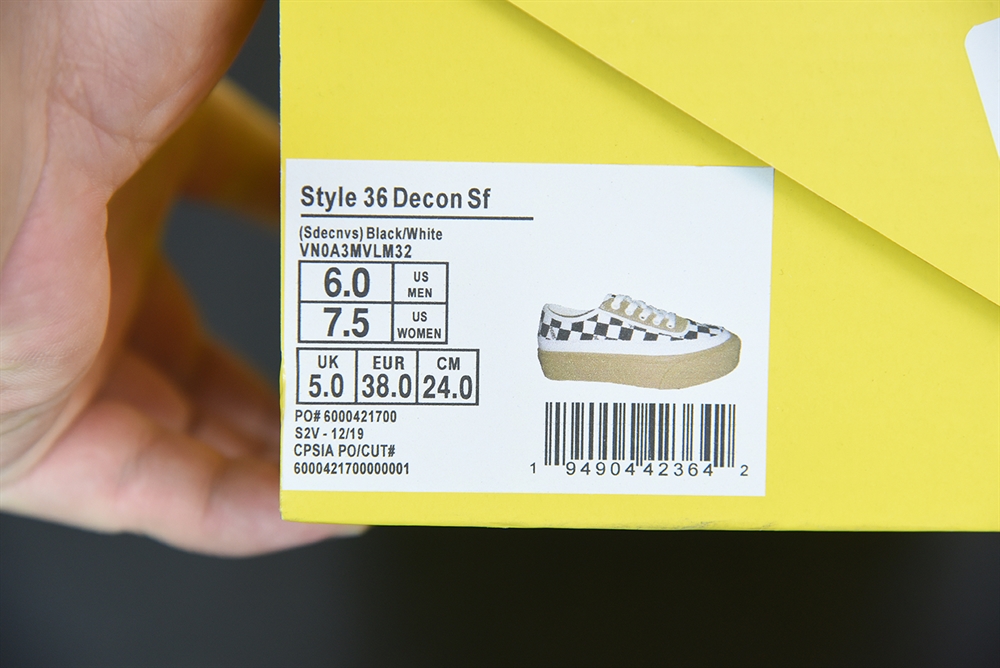 Style 36 Decon Sf
(Sdecnvs) Black/White
VN0A3MVLM32
6.0 US MEN
7.5 US WOMEN
UK EUR CM
5.0 38.0 24.0
PO# 6000421700
S2V - 12/19
CPSIA PO/CUT#
6000421700000001
1 94904 42364 2